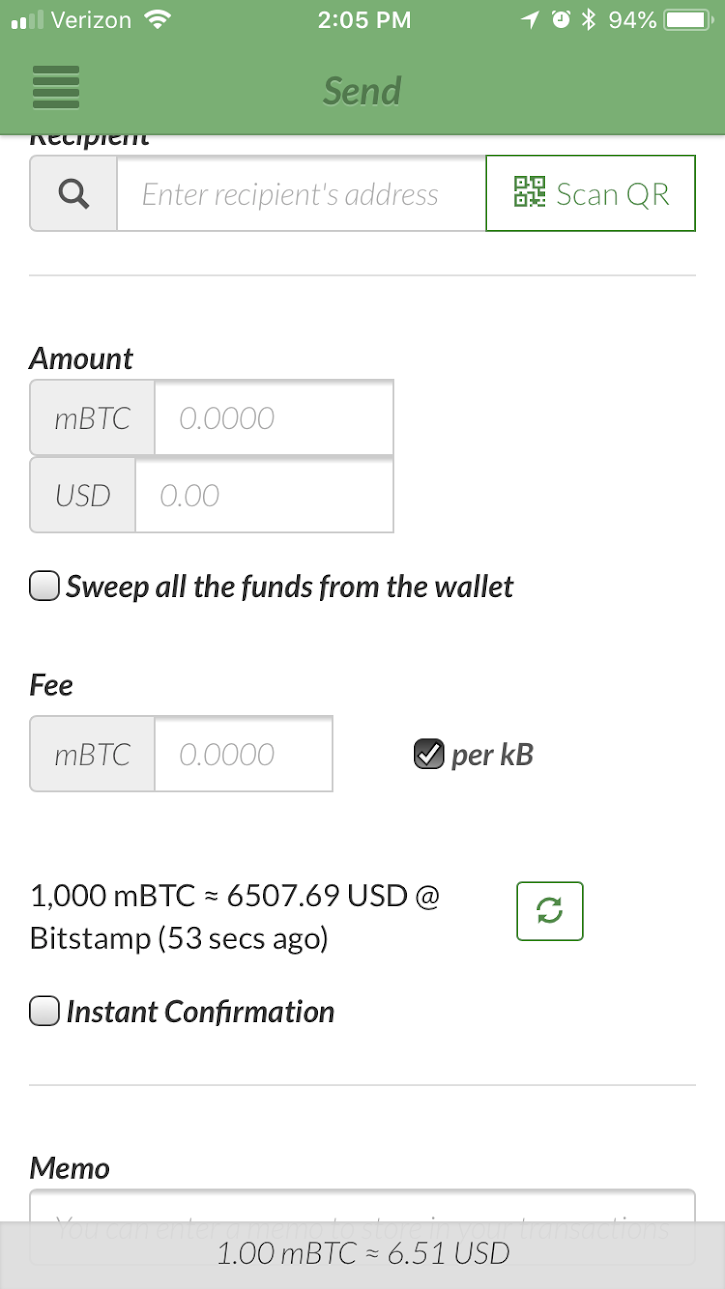 Verizon 2:05 PM 94%
Send
Recipient
Enter recipient's address Scan QR
Amount
mBTC 0.0000
USD 0.00
Sweep all the funds from the wallet
Fee
mBTC 0.0000 per kB
1,000 mBTC ≈ 6507.69 USD @
Bitstamp (53 secs ago)
Instant Confirmation
Memo
You can enter a memo to store in your transactions
1.00 mBTC ≈ 6.51 USD